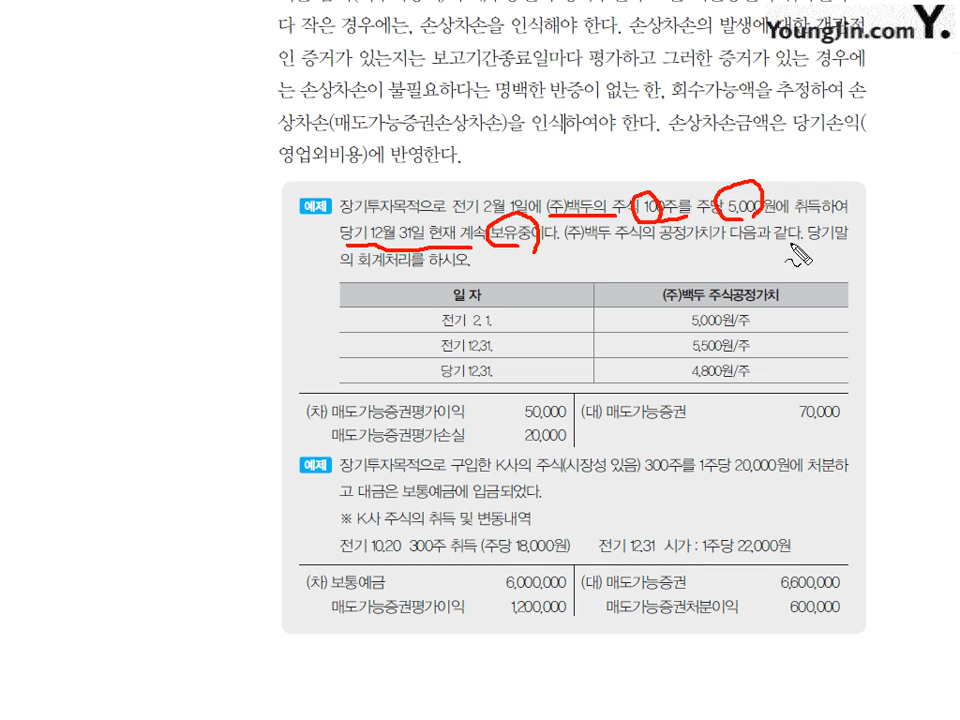 다 작은 경우에는, 손상차손을 인식해야 한다. 손상차손의 발생에 대한 객관적
Younglin.com Y.
인 증거가 있는지는 보고기간종료일마다 평가하고 그러한 증거가 있는 경우에
는 손상차손이 불필요하다는 명백한 반증이 없는 한, 회수가능액을 추정하여 손
상차손(매도가능증권손상차손)을 인식하여야 한다. 손상차손금액은 당기손익(
영업외비용)에 반영한다.
예제 장기투자목적으로 전기 2월 1일에 (주)백두의 주식 100주를 주당 5,000원에 취득하여
당기 12월 31일 현재 계속 보유중이다. (주)백두 주식의 공정가치가 다음과 같다. 당기말
의 회계처리를 하시오.
일 자 (주)백두 주식공정가치
전기 2. 1. 5,000원/주
전기 12.31. 5,500원/주
당기 12.31. 4,800원/주
(차) 매도가능증권평가이익 50,000 (대) 매도가능증권 70,000
매도가능증권평가손실 20,000
예제 장기투자목적으로 구입한 K사의 주식(시장성 있음) 300주를 1주당 20,000원에 처분하
고 대금은 보통예금에 입금되었다.
※ K사 주식의 취득 및 변동내역
전기 10.20 300주 취득 (주당 18,000원) 전기 12.31 시가 : 1주당 22,000원
(차) 보통예금 6,000,000 (대) 매도가능증권 6,600,000
매도가능증권평가이익 1,200,000 매도가능증권처분이익 600,000